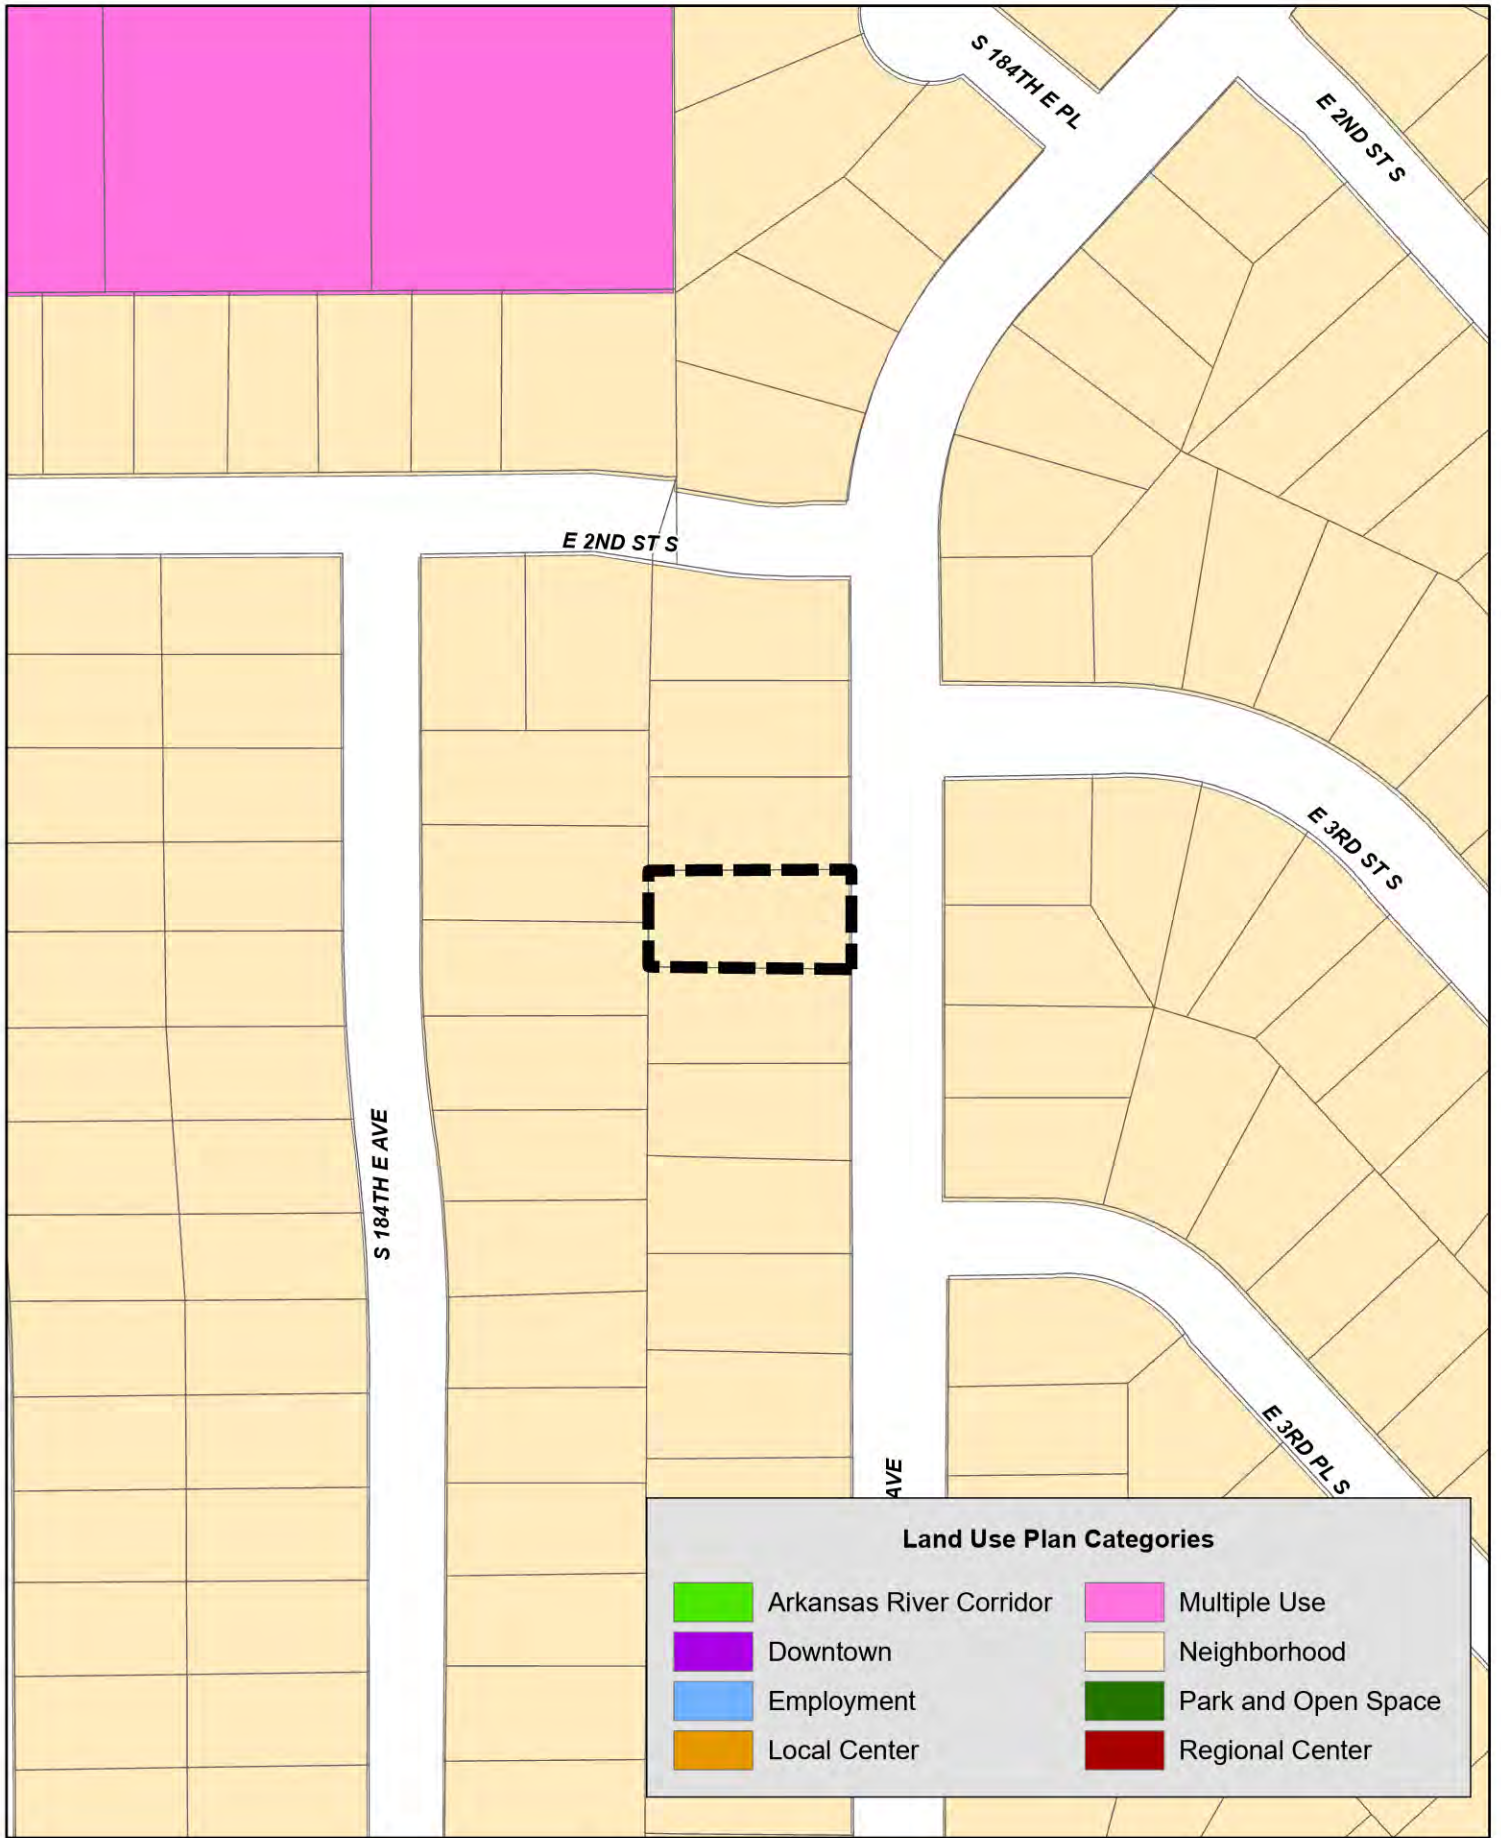 S 184TH E PL
E 2ND ST S
E 2ND ST S
E 3RD ST S
S 184TH E AVE
E 3RD PL S
AVE
Land Use Plan Categories
Arkansas River Corridor
Multiple Use
Downtown
Neighborhood
Employment
Park and Open Space
Local Center
Regional Center